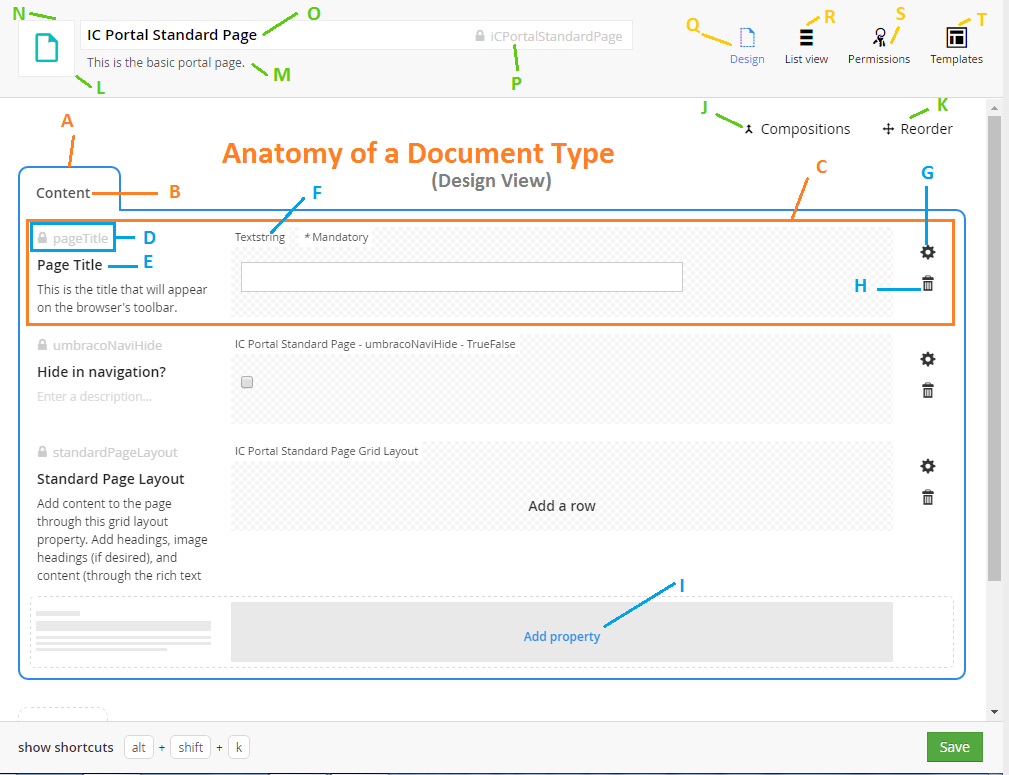 N
O
IC Portal Standard Page
iCPortalStandardPage
This is the basic portal page.
M
L
P
Q
R
S
T
Design
List view
Permissions
Templates
J
K
Compositions
Reorder
A
Anatomy of a Document Type
(Design View)
C
G
Content
B
F
pageTitle
D
Textstring
* Mandatory
Page Title
E
H
This is the title that will appear
on the browser's toolbar.
umbracoNaviHide
IC Portal Standard Page - umbracoNaviHide - TrueFalse
Hide in navigation?
Enter a description...
standardPageLayout
IC Portal Standard Page Grid Layout
Standard Page Layout
Add a row
Add content to the page
through this grid layout
property. Add headings, image
headings (if desired), and
content (through the rich text
I
Add property
show shortcuts
alt + shift + k
Save